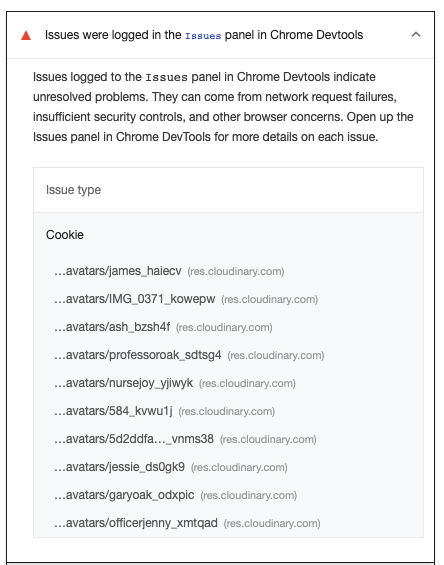 Issues were logged in the Issues panel in Chrome Devtools
Issues logged to the Issues panel in Chrome Devtools indicate
unresolved problems. They can come from network request failures,
insufficient security controls, and other browser concerns. Open up the
Issues panel in Chrome DevTools for more details on each issue.
Issue type
Cookie
...avatars/james_haiecv (res.cloudinary.com)
...avatars/IMG_0371_kowepw (res.cloudinary.com)
...avatars/ash_bzsh4f (res.cloudinary.com)
...avatars/professoroak_sdtsg4 (res.cloudinary.com)
...avatars/nursejoy_yjiwyk (res.cloudinary.com)
...avatars/584_kvwu1j (res.cloudinary.com)
...avatars/5d2ddfa..._vnms38 (res.cloudinary.com)
...avatars/jessie_ds0gk9 (res.cloudinary.com)
...avatars/garyoak_odxpic (res.cloudinary.com)
...avatars/officerjenny_xmtqad (res.cloudinary.com)